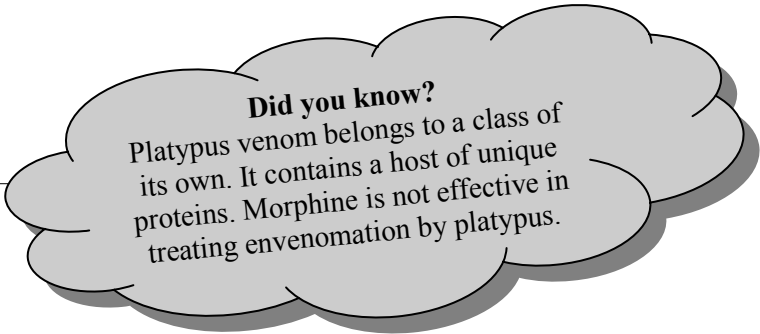 Did you know?
Platypus venom belongs to a class of
its own. It contains a host of unique
proteins. Morphine is not effective in
treating envenomation by platypus.